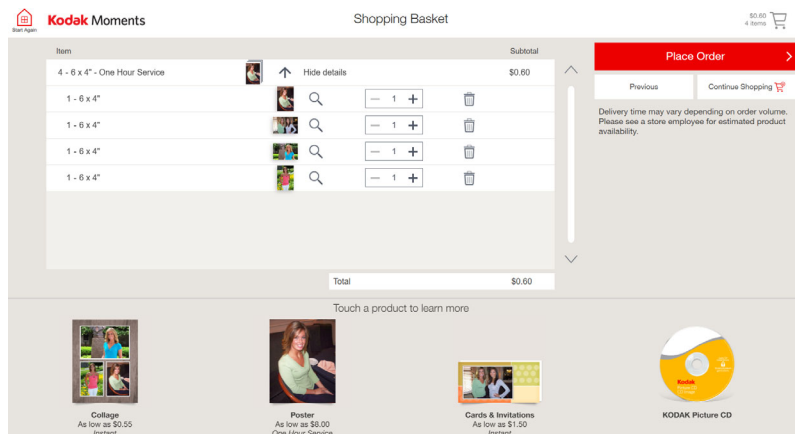 Start Again
Kodak Moments
Shopping Basket
$0.60
4 items
Item
Subtotal
4 - 6 x 4" - One Hour Service
Hide details
$0.60
1 - 6 x 4"
1
1 - 6 x 4"
1
1 - 6 x 4"
1
1 - 6 x 4"
1
Total
$0.60
Place Order
Previous
Continue Shopping
Delivery time may vary depending on order volume.
Please see a store employee for estimated product
availability.
Touch a product to learn more
Collage
As low as $0.55
Instant
Poster
As low as $8.00
One Hour Service
Cards & Invitations
As low as $1.50
Instant
Kodak
Picture CD
KODAK Picture CD